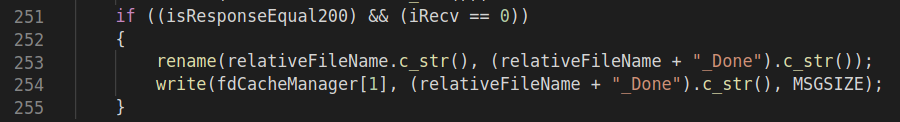 251 if ((isResponseEqual200) && (iRecv == 0))
252 {
253 rename(relativeFileName.c_str(), (relativeFileName + "_Done").c_str());
254 write(fdCacheManager[1], (relativeFileName + "_Done").c_str(), MSGSIZE);
255 }